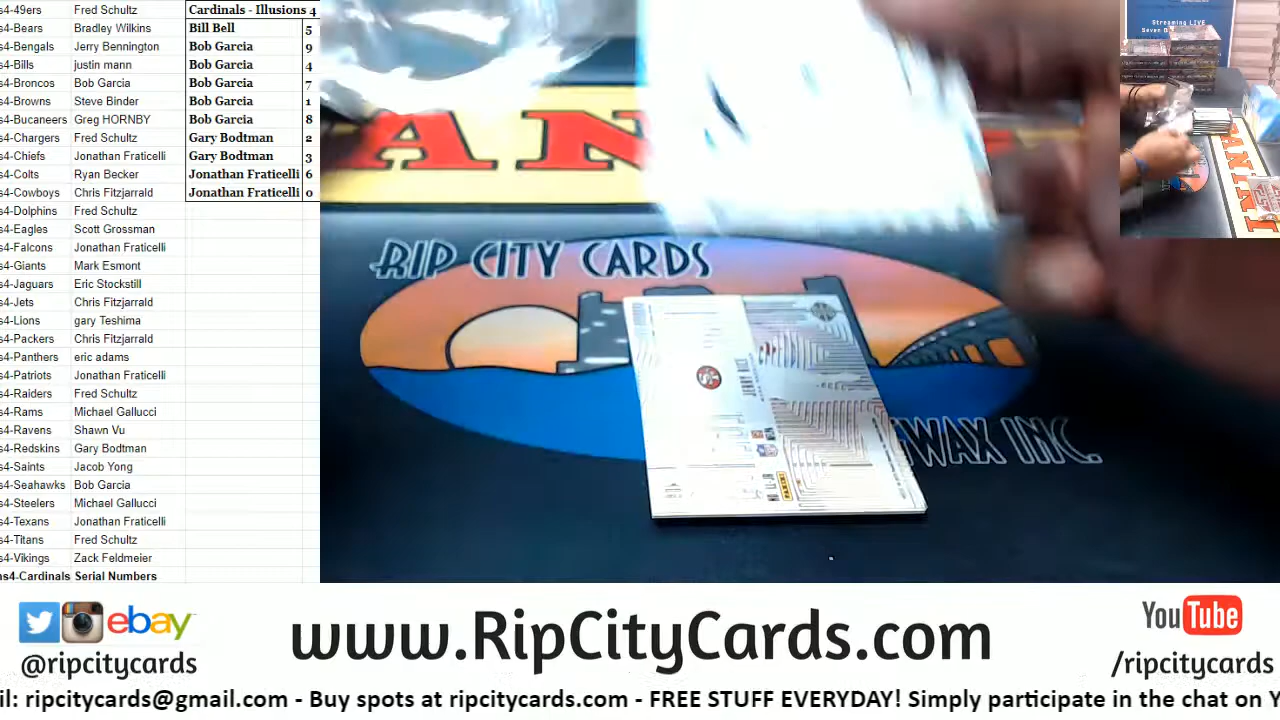 s4-49ers Fred Schultz
s4-Bears Bradley Wilkins
s4-Bengals Jerry Bennington
s4-Bills justin mann
s4-Broncos Bob Garcia
s4-Browns Steve Binder
s4-Bucaneers Greg HORNBY
s4-Chargers Fred Schultz
s4-Chiefs Jonathan Fraticelli
s4-Colts Ryan Becker
s4-Cowboys Chris Fitzjarrald
s4-Dolphins Fred Schultz
s4-Eagles Scott Grossman
s4-Falcons Jonathan Fraticelli
s4-Giants Mark Esmont
s4-Jaguars Eric Stockstill
s4-Jets Chris Fitzjarrald
s4-Lions gary Teshima
s4-Packers Chris Fitzjarrald
s4-Panthers eric adams
s4-Patriots Jonathan Fraticelli
s4-Raiders Fred Schultz
s4-Rams Michael Gallucci
s4-Ravens Shawn Vu
s4-Redskins Gary Bodtman
s4-Saints Jacob Yong
s4-Seahawks Bob Garcia
s4-Steelers Michael Gallucci
s4-Texans Jonathan Fraticelli
s4-Titans Fred Schultz
s4-Vikings Zack Feldmeier
ns4-Cardinals Serial Numbers
Cardinals - Illusions 4
Bill Bell 5
Bob Garcia 9
Bob Garcia 4
Bob Garcia 7
Bob Garcia 1
Bob Garcia 8
Gary Bodtman 2
Gary Bodtman 3
Jonathan Fraticelli 6
Jonathan Fraticelli 0
Streaming LIVE
AN
RIP CITY CARDS
WAX INC.
PANINI
ANINI
ebay
@ripcitycards
www.RipCityCards.com
YouTube
/ripcitycards
il: ripcitycards@gmail.com - Buy spots at ripcitycards.com - FREE STUFF EVERYDAY! Simply participate in the chat on Y